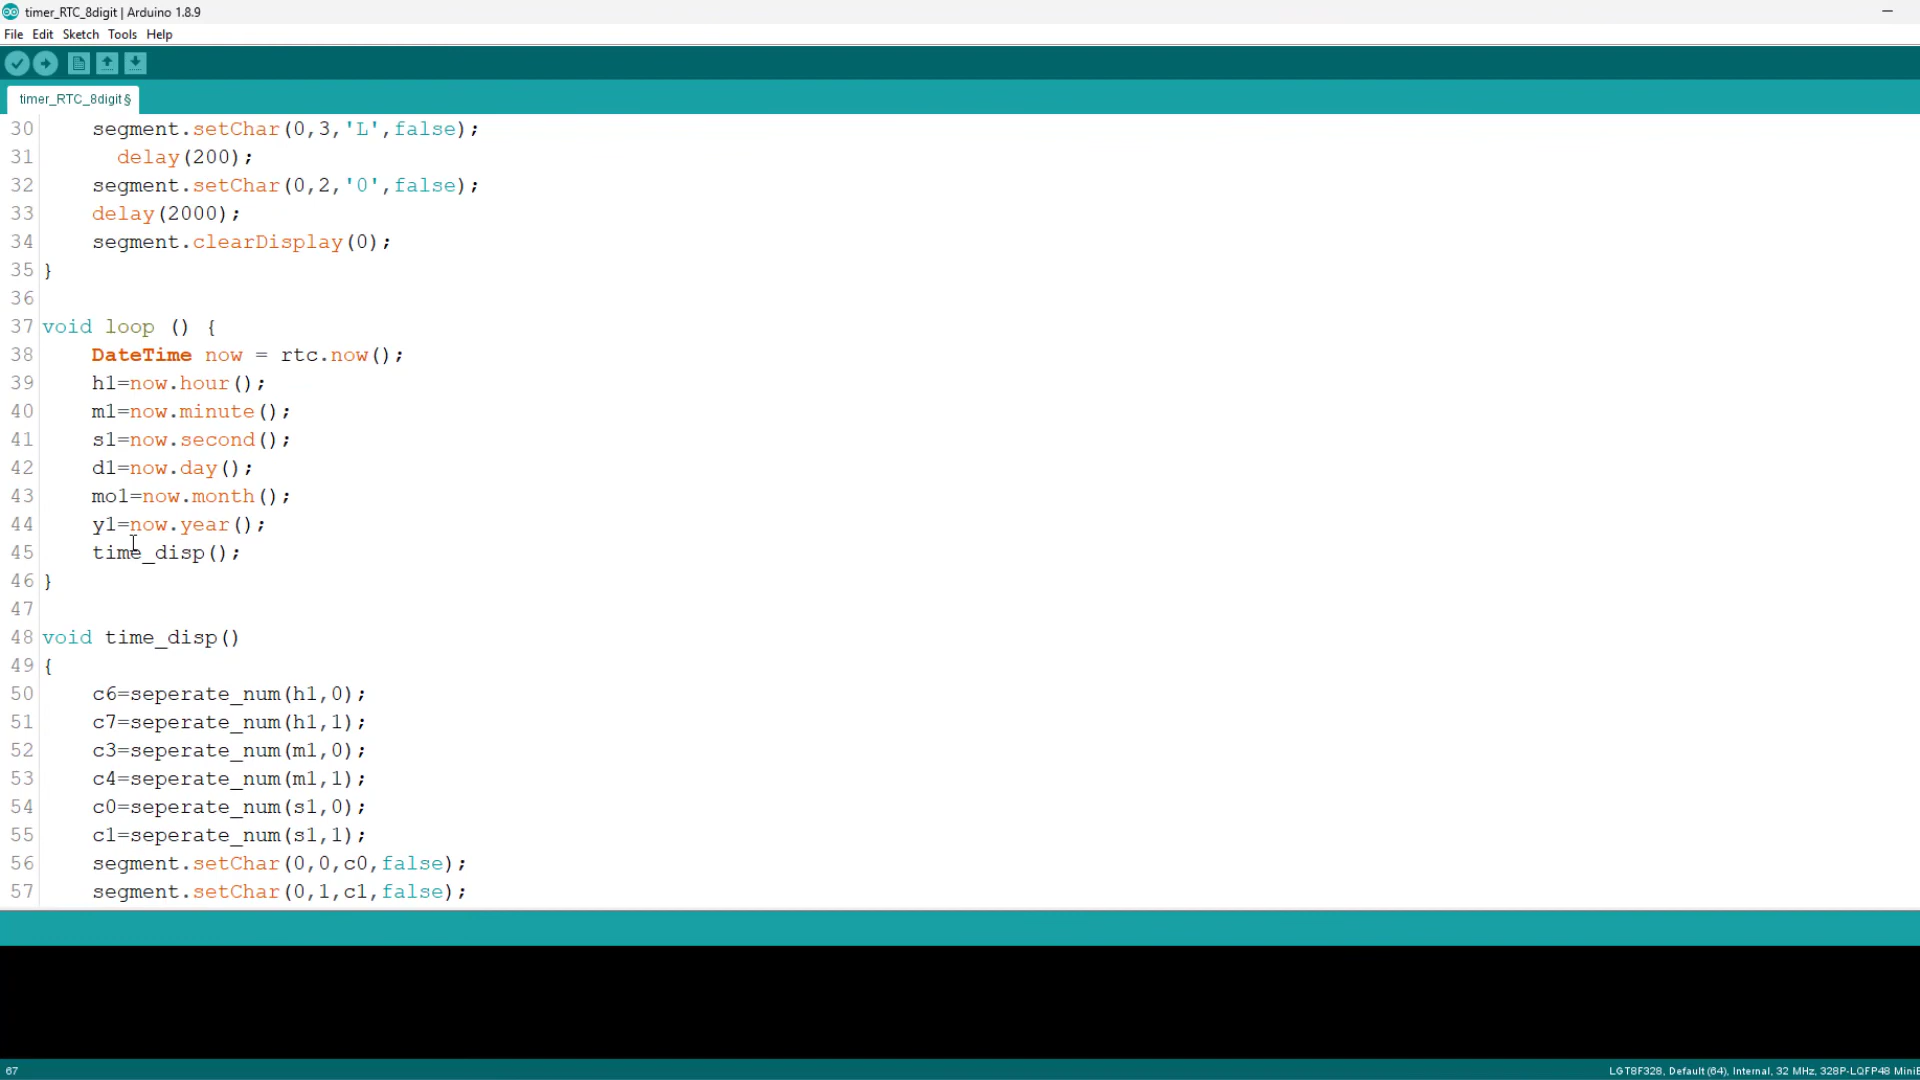 timer_RTC_8digit | Arduino 1.8.9
File Edit Sketch Tools Help
timer_RTC_8digit§
30 segment.setChar(0,3,'L',false);
31 delay(200);
32 segment.setChar(0,2,'0',false);
33 delay(2000);
34 segment.clearDisplay(0);
35 }
36
37 void loop () {
38 DateTime now = rtc.now();
39 h1=now.hour();
40 m1=now.minute();
41 s1=now.second();
42 d1=now.day();
43 mo1=now.month();
44 y1=now.year();
45 time_disp();
46 }
47
48 void time_disp()
49 {
50 c6=seperate_num(h1,0);
51 c7=seperate_num(h1,1);
52 c3=seperate_num(m1,0);
53 c4=seperate_num(m1,1);
54 c0=seperate_num(s1,0);
55 c1=seperate_num(s1,1);
56 segment.setChar(0,0,c0,false);
57 segment.setChar(0,1,c1,false);
67 LGT8F328, Default (64), Internal, 32 MHz, 328P-LQFP48 MiniE